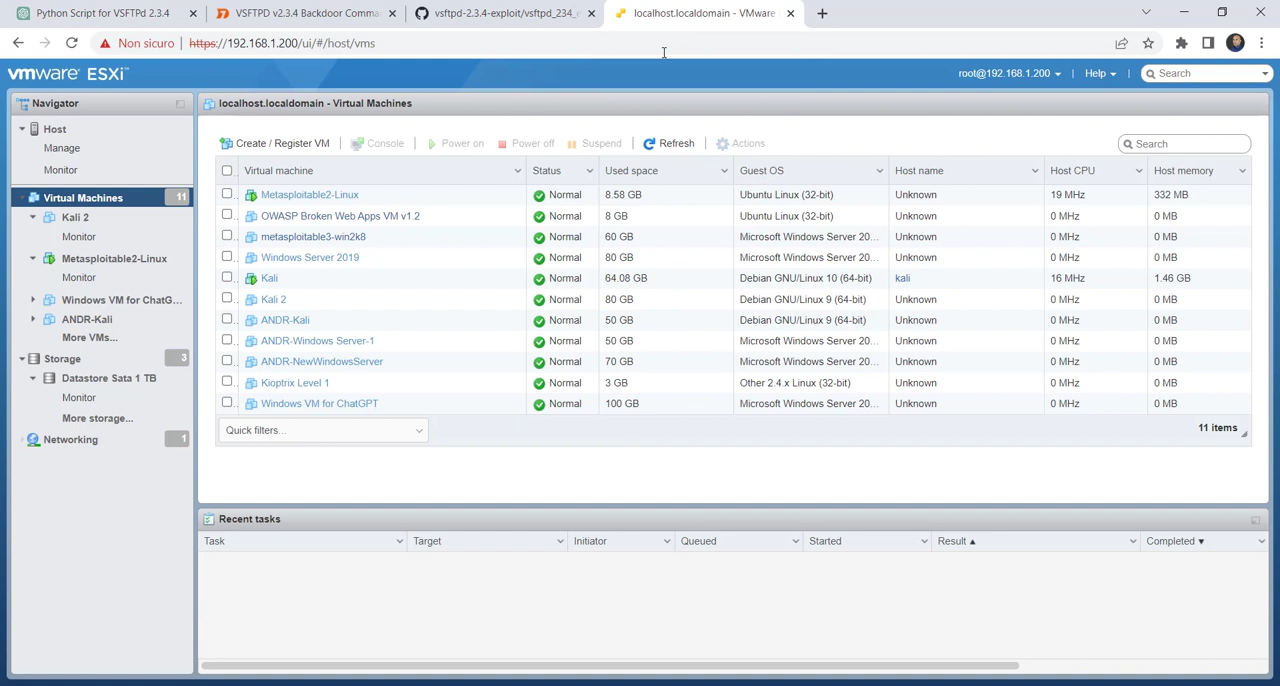 Python Script for VSFTPd 2.3.4
VSFTPD v2.3.4 Backdoor Comma
vsftpd-2.3.4-exploit/vsftpd_234_e
localhost.localdomain - VMware
Non sicuro | https://192.168.1.200/ui/#/host/vms
vmware ESXi™
root@192.168.1.200 | Help | Search
Navigator
Host
Manage
Monitor
Virtual Machines 11
Kali 2
Monitor
Metasploitable2-Linux
Monitor
Windows VM for ChatG...
ANDR-Kali
More VMs...
Storage 3
Datastore Sata 1 TB
Monitor
More storage...
Networking 1
localhost.localdomain - Virtual Machines
Create / Register VM | Console | Power on Power off Suspend | Refresh | Actions
Search
Virtual machine Status Used space Guest OS Host name Host CPU Host memory
Metasploitable2-Linux Normal 8.58 GB Ubuntu Linux (32-bit) Unknown 19 MHz 332 MB
OWASP Broken Web Apps VM v1.2 Normal 8 GB Ubuntu Linux (32-bit) Unknown 0 MHz 0 MB
metasploitable3-win2k8 Normal 60 GB Microsoft Windows Server 20... Unknown 0 MHz 0 MB
Windows Server 2019 Normal 80 GB Microsoft Windows Server 20... Unknown 0 MHz 0 MB
Kali Normal 64.08 GB Debian GNU/Linux 10 (64-bit) kali 16 MHz 1.46 GB
Kali 2 Normal 80 GB Debian GNU/Linux 9 (64-bit) Unknown 0 MHz 0 MB
ANDR-Kali Normal 50 GB Debian GNU/Linux 9 (64-bit) Unknown 0 MHz 0 MB
ANDR-Windows Server-1 Normal 50 GB Microsoft Windows Server 20... Unknown 0 MHz 0 MB
ANDR-NewWindowsServer Normal 70 GB Microsoft Windows Server 20... Unknown 0 MHz 0 MB
Kioptrix Level 1 Normal 3 GB Other 2.4.x Linux (32-bit) Unknown 0 MHz 0 MB
Windows VM for ChatGPT Normal 100 GB Microsoft Windows Server 20... Unknown 0 MHz 0 MB
Quick filters...
11 items
Recent tasks
Task Target Initiator Queued Started Result ▲ Completed ▼